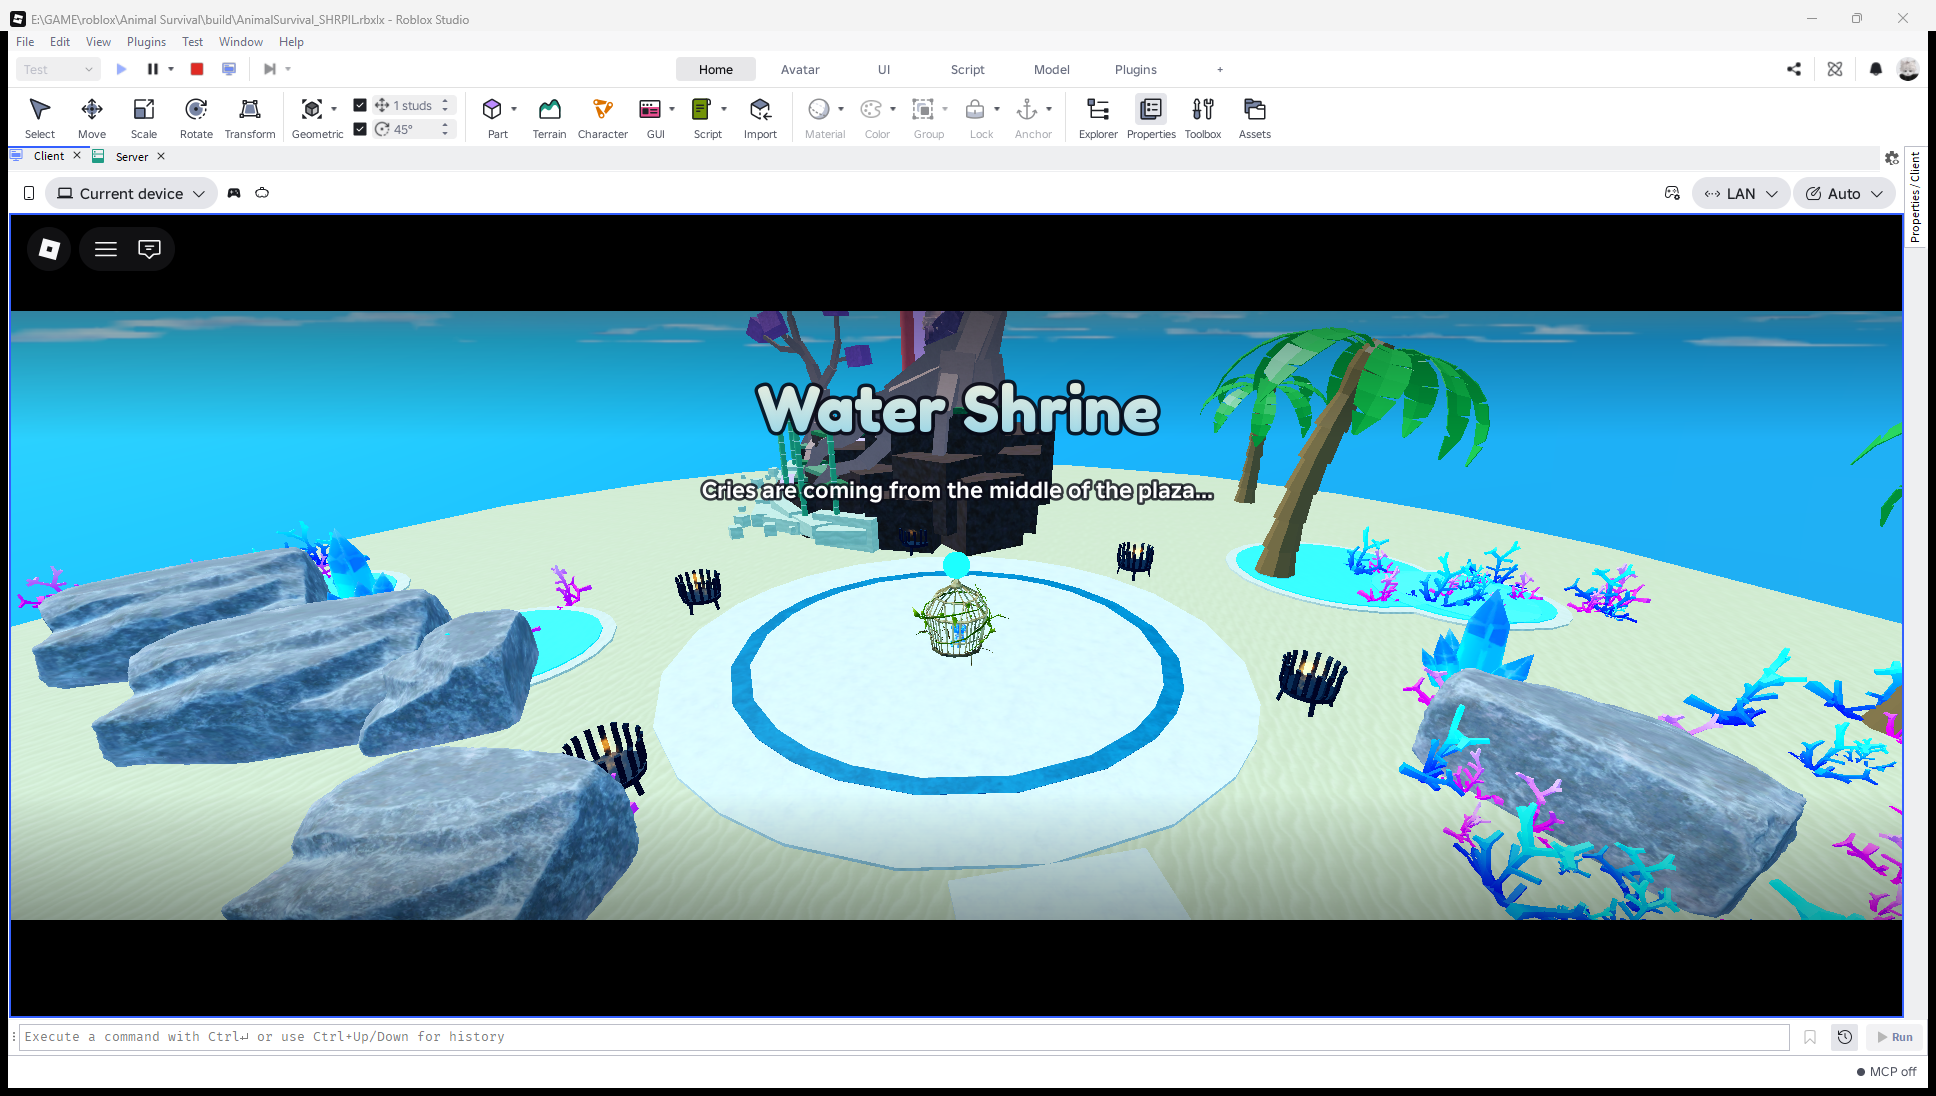 E:\GAME\roblox\Animal Survival\build\AnimalSurvival_SHRPIL.rbxlx - Roblox Studio
File Edit View Plugins Test Window Help
Test
Home Avatar UI Script Model Plugins +
1 studs
45°
Select Move Scale Rotate Transform Geometric Part Terrain Character GUI Script Import Material Color Group Lock Anchor Explorer Properties Toolbox Assets
Client Server
Properties / Client
Current device LAN Auto
Water Shrine
Cries are coming from the middle of the plaza...
Execute a command with Ctrl↵ or use Ctrl+Up/Down for history
Run
MCP off